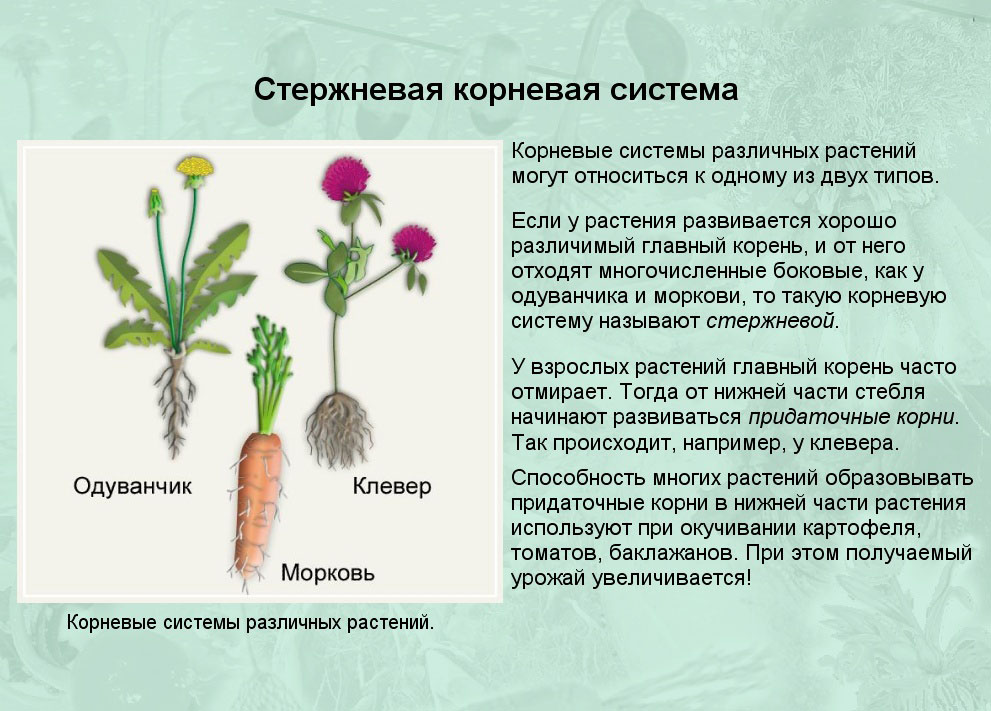 Стержневая корневая система
Корневые системы различных растений
могут относиться к одному из двух типов.
Если у растения развивается хорошо
различимый главный корень, и от него
отходят многочисленные боковые, как у
одуванчика и моркови, то такую корневую
систему называют стержневой.
У взрослых растений главный корень часто
отмирает. Тогда от нижней части стебля
начинают развиваться придаточные корни.
Так происходит, например, у клевера.
Способность многих растений образовывать
придаточные корни в нижней части растения
используют при окучивании картофеля,
томатов, баклажанов. При этом получаемый
урожай увеличивается!
Одуванчик
Клевер
Морковь
Корневые системы различных растений.